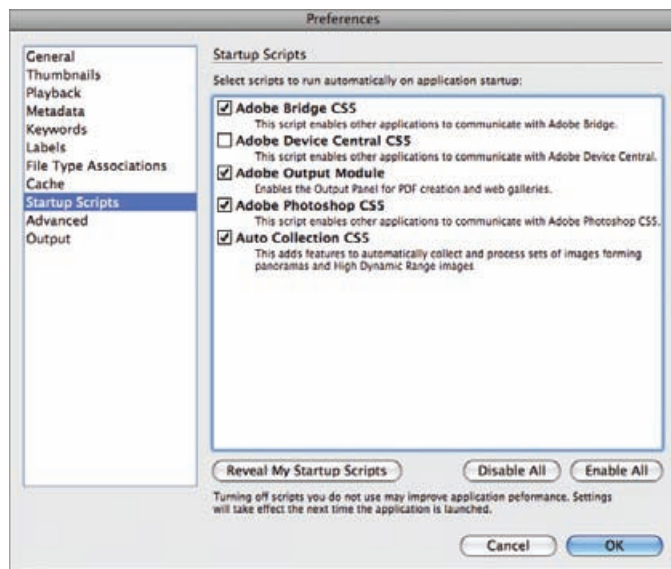 Preferences
General
Thumbnails
Playback
Metadata
Keywords
Labels
File Type Associations
Cache
Startup Scripts
Advanced
Output
Startup Scripts
Select scripts to run automatically on application startup:
Adobe Bridge CS5
This script enables other applications to communicate with Adobe Bridge.
Adobe Device Central CS5
This script enables other applications to communicate with Adobe Device Central.
Adobe Output Module
Enables the Output Panel for PDF creation and web galleries.
Adobe Photoshop CS5
This script enables other applications to communicate with Adobe Photoshop CS5.
Auto Collection CS5
This adds features to automatically collect and process sets of images forming
panoramas and High Dynamic Range images
Reveal My Startup Scripts
Disable All
Enable All
Turning off scripts you do not use may improve application peformance. Settings
will take effect the next time the application is launched.
Cancel
OK